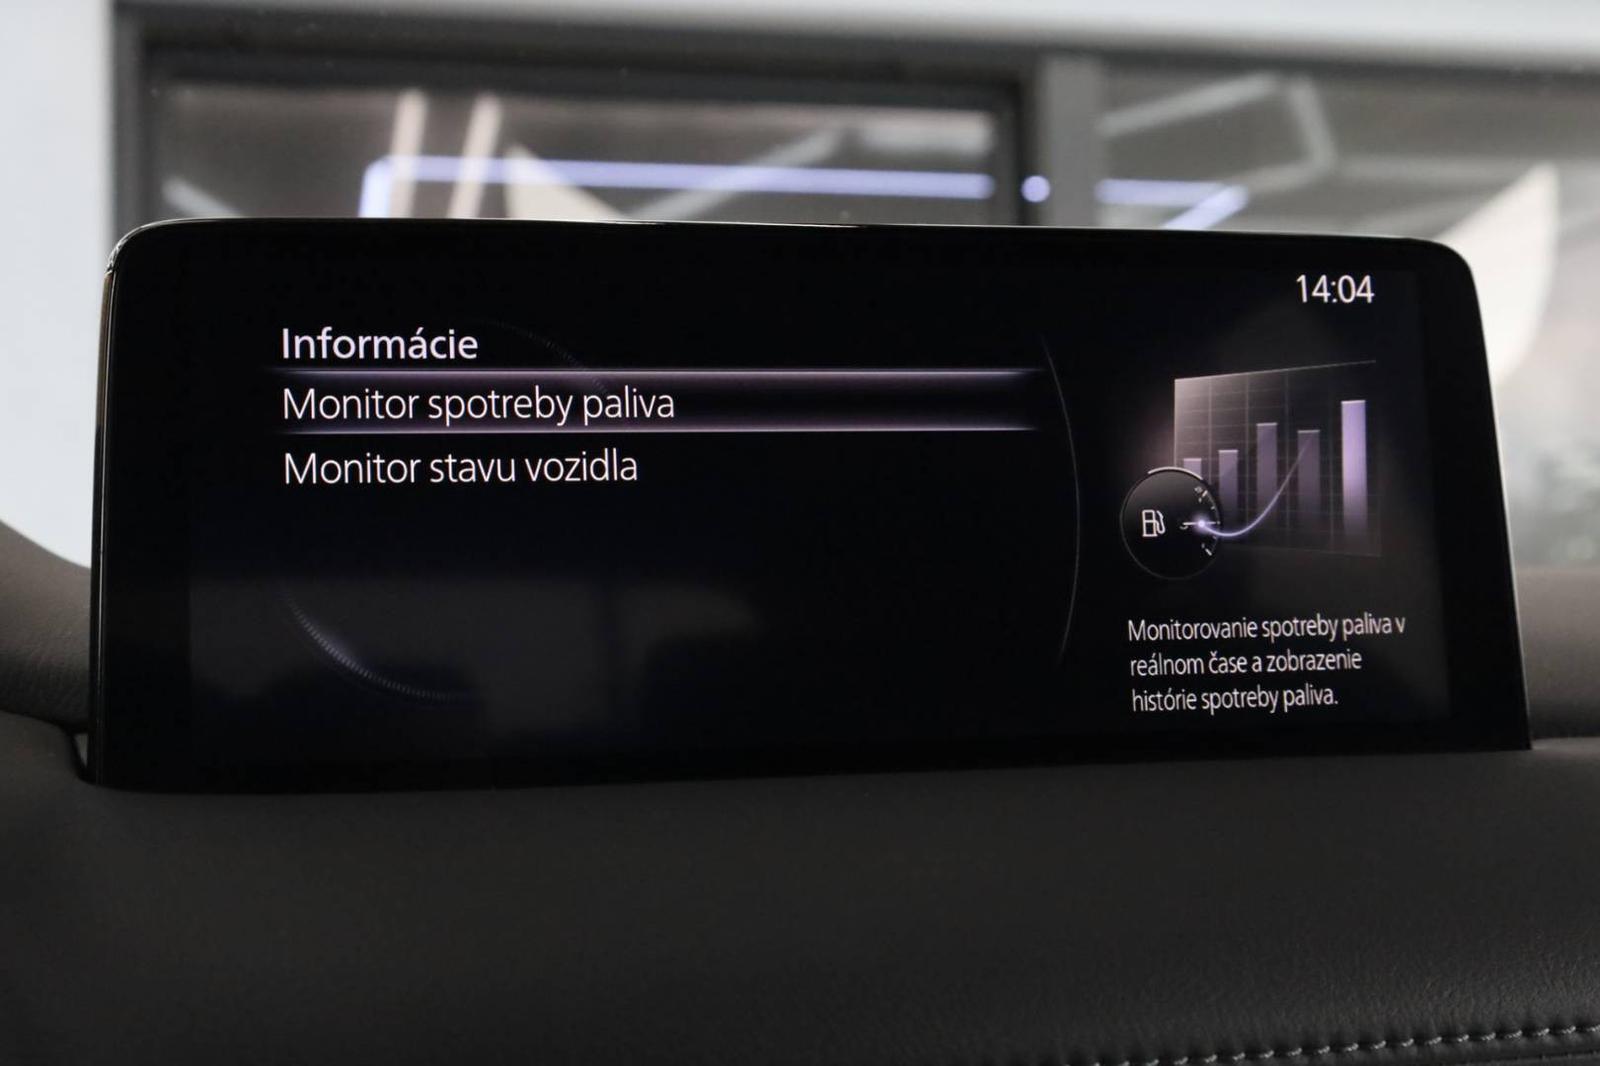 14:04
Informácie
Monitor spotreby paliva
Monitor stavu vozidla
Monitorovanie spotreby paliva v
reálnom čase a zobrazenie
histórie spotreby paliva.